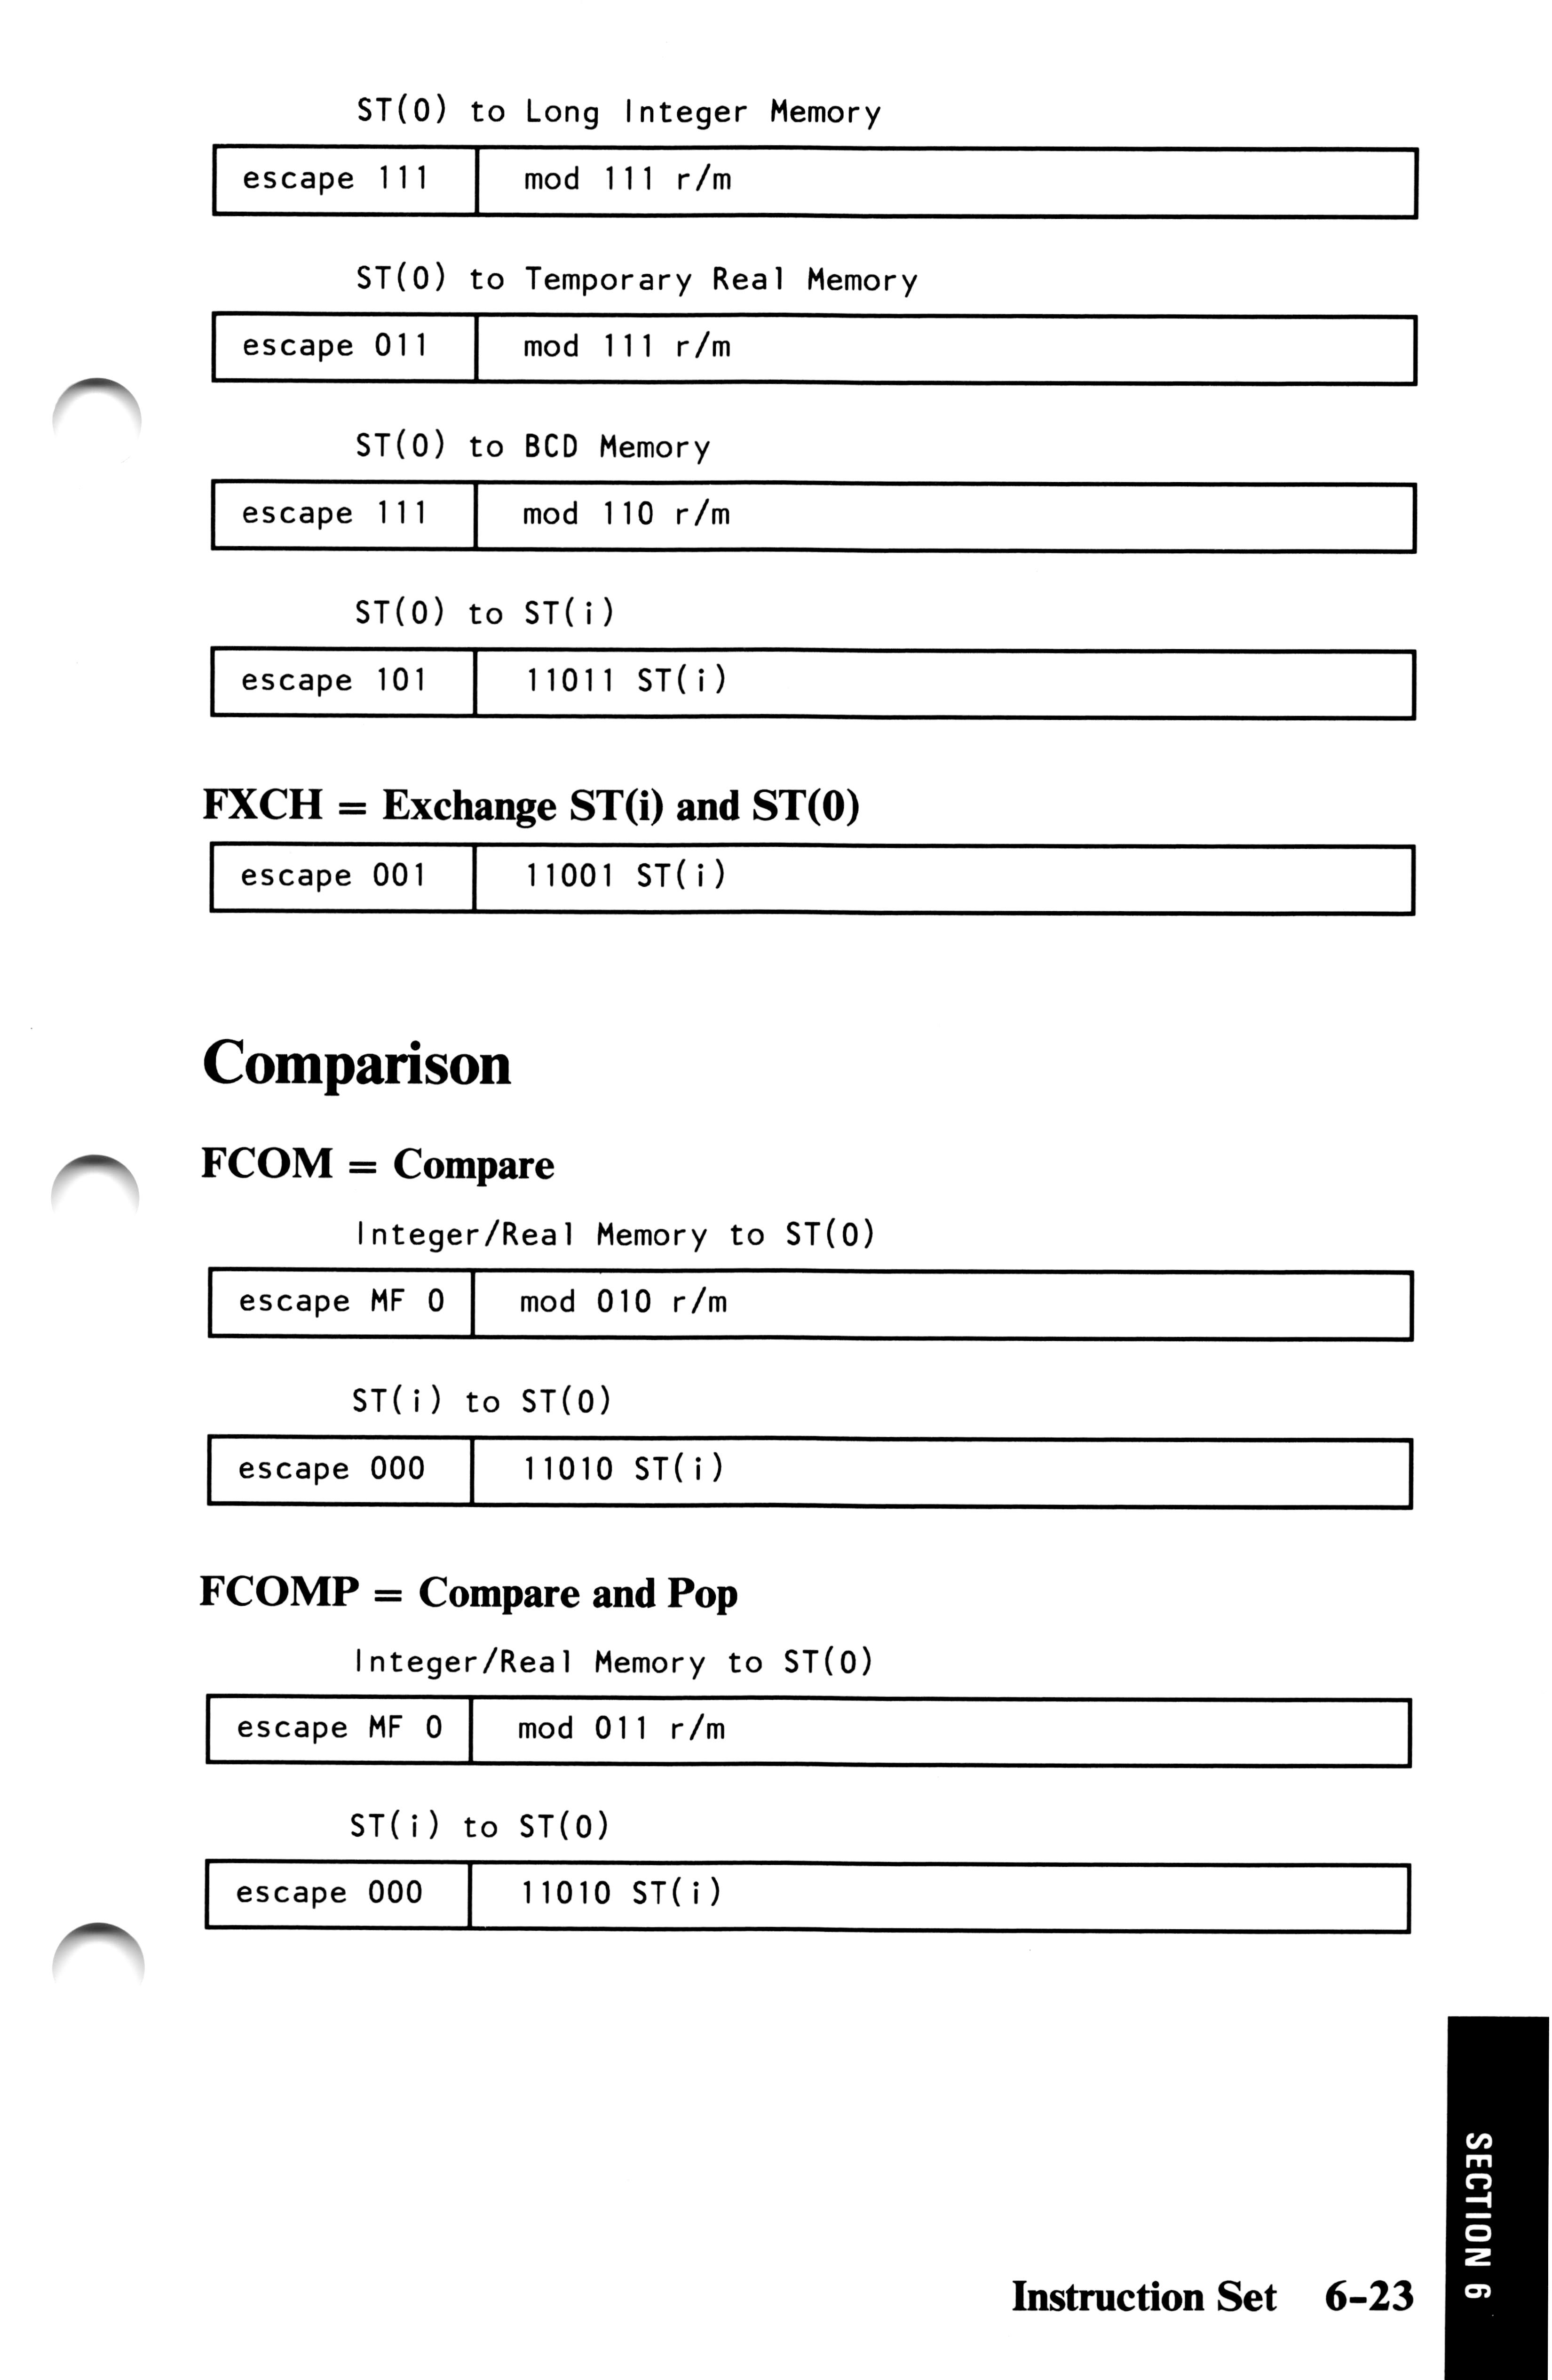 ST(0) to Long Integer Memory
escape 111 mod 111 r/m
ST(0) to Temporary Real Memory
escape 011 mod 111 r/m
ST(0) to BCD Memory
escape 111 mod 110 r/m
ST(0) to ST(i)
escape 101 11011 ST(i)
FXCH = Exchange ST(i) and ST(0)
escape 001 11001 ST(i)
Comparison
FCOM = Compare
Integer/Real Memory to ST(0)
escape MF 0 mod 010 r/m
ST(i) to ST(0)
escape 000 11010 ST(i)
FCOMP = Compare and Pop
Integer/Real Memory to ST(0)
escape MF 0 mod 011 r/m
ST(i) to ST(0)
escape 000 11010 ST(i)
SECTION 6
Instruction Set 6-23